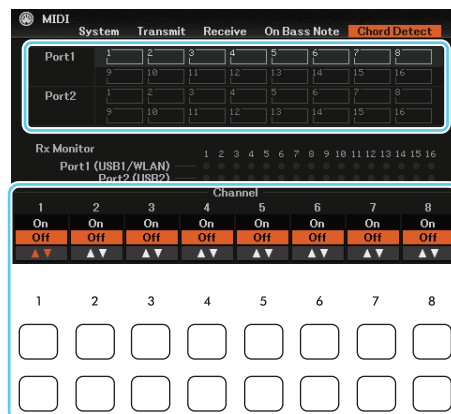 MIDI
System Transmit Receive On Bass Note Chord Detect
Port1 1 2 3 4 5 6 7 8
9 10 11 12 13 14 15 16
Port2 1 2 3 4 5 6 7 8
9 10 11 12 13 14 15 16
Rx Monitor 1 2 3 4 5 6 7 8 9 10 11 12 13 14 15 16
Port1 (USB1/WLAN)
Port2 (USB2)
Channel
1 2 3 4 5 6 7 8
On On On On On On On On
Off Off Off Off Off Off Off Off
1 2 3 4 5 6 7 8